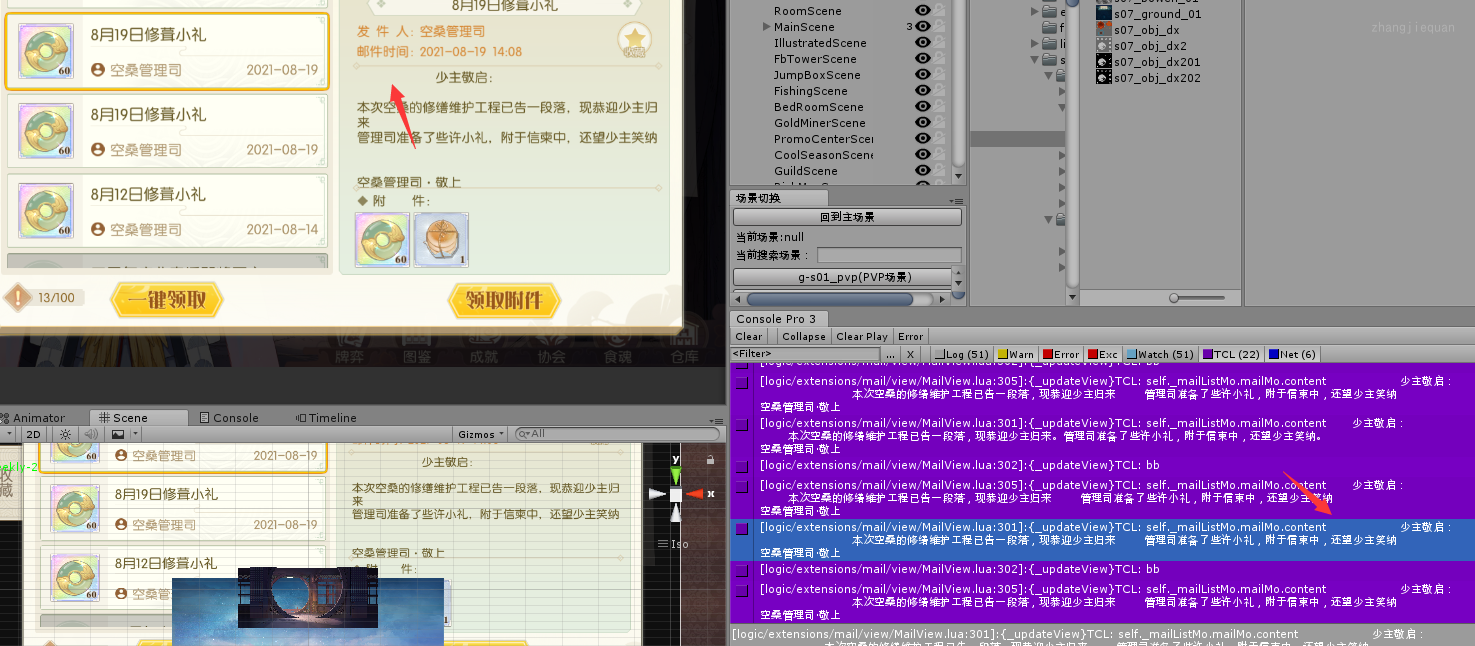 8月19日修葺小礼
60
空桑管理司
2021-08-19
8月19日修葺小礼
60
空桑管理司
2021-08-19
8月12日修葺小礼
60
空桑管理司
2021-08-14
13/100
一键领取
8月19日修葺小礼
发 件 人: 空桑管理司
邮件时间: 2021-08-19 14:08
收藏
少主敬启:
本次空桑的修缮维护工程已告一段落，现恭迎少主归
来
管理司准备了些许小礼，附于信柬中，还望少主笑纳
空桑管理司·敬上
◆ 附 件:
60
1
领取附件
牌弈
图鉴
成就
协会
食魂
仓库
RoomScene
MainScene
3
IllustratedScene
FbTowerScene
JumpBoxScene
FishingScene
BedRoomScene
GoldMinerScene
PromoCenterScen
CoolSeasonScene
GuildScene
场景切换
回到主场景
当前场景:null
当前搜索场景 :
g-s01_pvp(PVP场景)
s07_ground_01
s07_obj_dx
s07_obj_dx2
s07_obj_dx201
s07_obj_dx202
zhangjiequan
Console Pro 3
Clear
Collapse
Clear Play
Error
<Filter>
...
X
Log (51)
Warn
Error
Exc
Watch (51)
TCL (22)
Net (6)
[logic/extensions/mail/view/MailView.lua:305]:{_updateView}TCL: self._mailListMo.mailMo.content 少主敬启 :
本次空桑的修缮维护工程已告一段落 , 现恭迎少主归来 管理司准备了些许小礼 , 附于信柬中 , 还望少主笑纳
空桑管理司·敬上
[logic/extensions/mail/view/MailView.lua:301]:{_updateView}TCL: self._mailListMo.mailMo.content 少主敬启 :
本次空桑的修缮维护工程已告一段落 , 现恭迎少主归来。管理司准备了些许小礼 , 附于信柬中 , 还望少主笑纳。
空桑管理司·敬上
[logic/extensions/mail/view/MailView.lua:302]:{_updateView}TCL: bb
[logic/extensions/mail/view/MailView.lua:305]:{_updateView}TCL: self._mailListMo.mailMo.content 少主敬启 :
本次空桑的修缮维护工程已告一段落 , 现恭迎少主归来 管理司准备了些许小礼 , 附于信柬中 , 还望少主笑纳
空桑管理司·敬上
[logic/extensions/mail/view/MailView.lua:301]:{_updateView}TCL: self._mailListMo.mailMo.content 少主敬启 :
本次空桑的修缮维护工程已告一段落 , 现恭迎少主归来 管理司准备了些许小礼 , 附于信柬中 , 还望少主笑纳
空桑管理司·敬上
[logic/extensions/mail/view/MailView.lua:302]:{_updateView}TCL: bb
[logic/extensions/mail/view/MailView.lua:305]:{_updateView}TCL: self._mailListMo.mailMo.content 少主敬启 :
本次空桑的修缮维护工程已告一段落 , 现恭迎少主归来 管理司准备了些许小礼 , 附于信柬中 , 还望少主笑纳
空桑管理司·敬上
[logic/extensions/mail/view/MailView.lua:301]:{_updateView}TCL: self._mailListMo.mailMo.content 少主敬启 :
Animator
Scene
Console
Timeline
2D
Gizmos
All
60
空桑管理司
2021-08-19
8月19日修葺小礼
60
空桑管理司
2021-08-19
8月12日修葺小礼
60
空桑管
收藏
少主敬启:
本次空桑的修缮维护工程已告一段落，现恭迎少主归
来
管理司准备了些许小礼，附于信柬中，还望少主笑纳
空桑管理司·敬上
件:
1
y
x
Iso